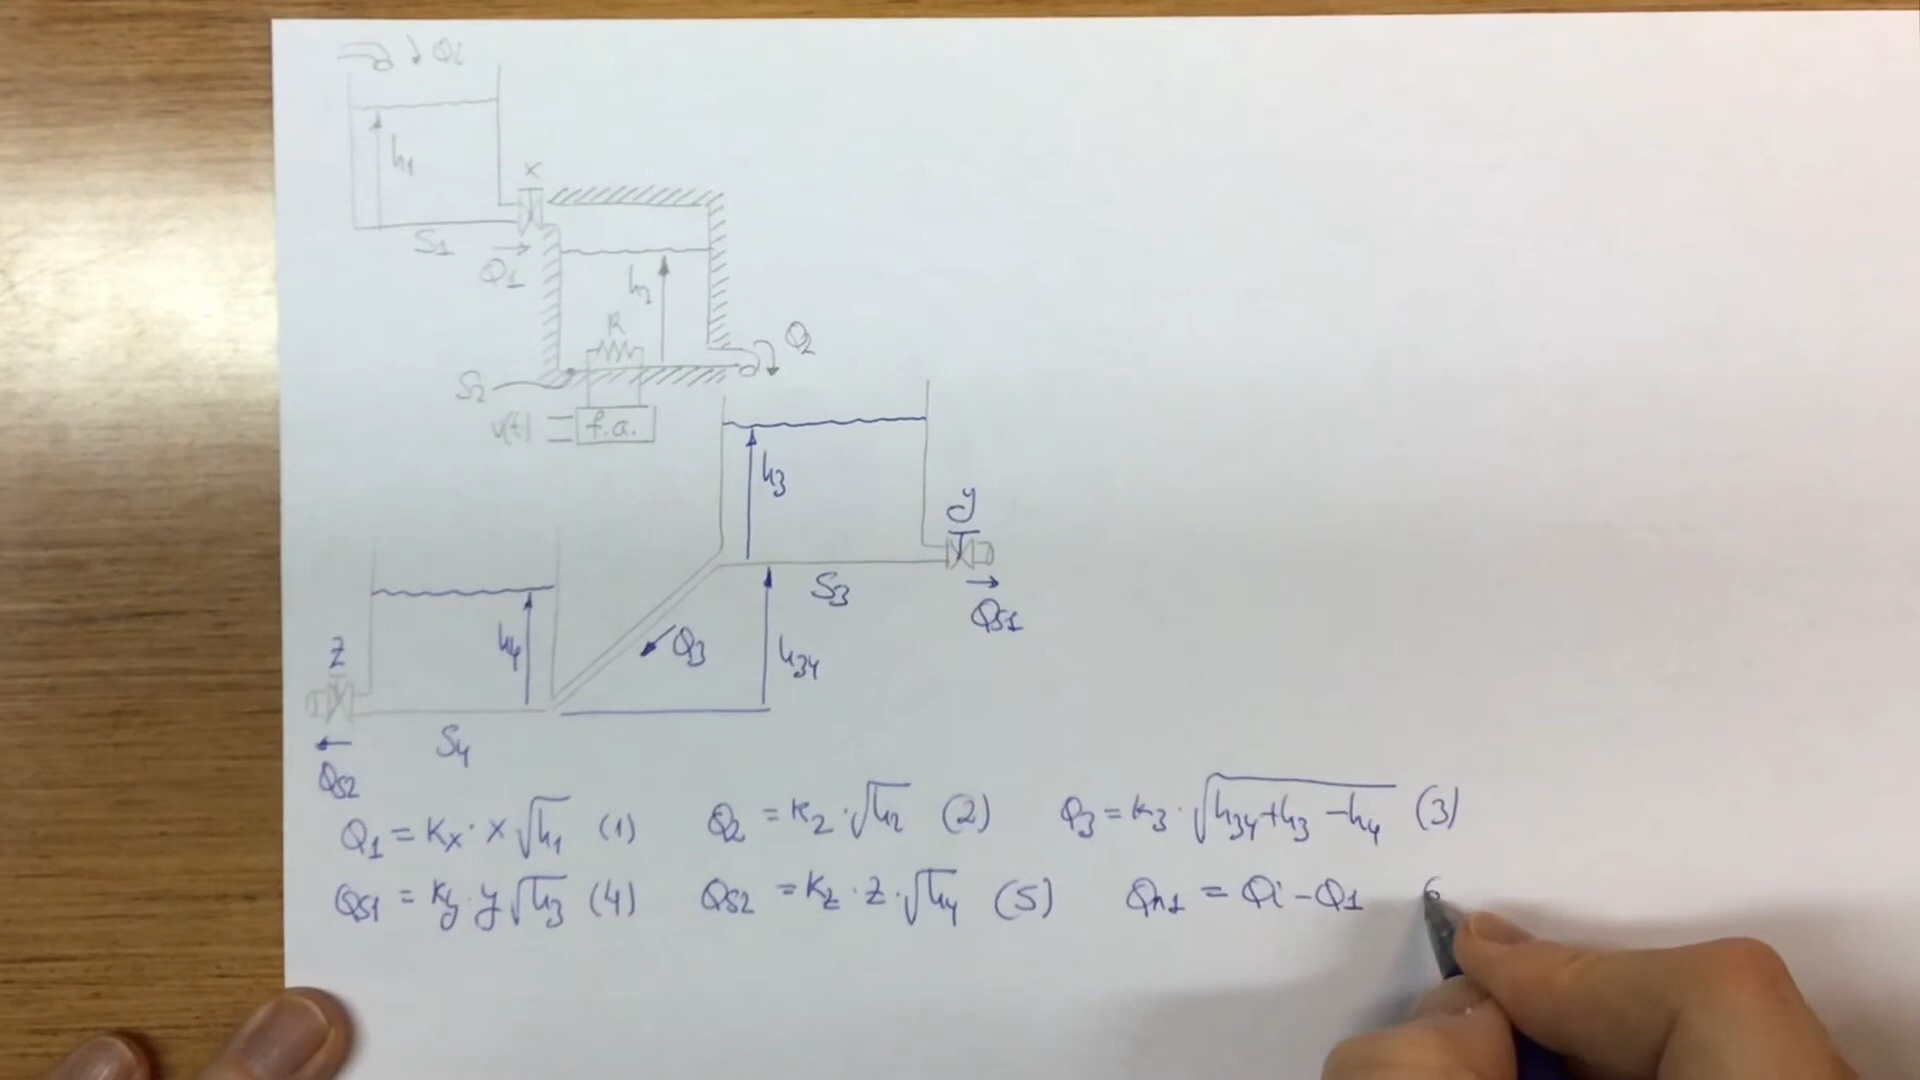 Qi
h1
x
S1
Q1
h2
R
Q2
S2
v(t)
f.a.
h3
y
S3
QS1
h4
Q3
h34
z
S4
QS2
Q1 = Kx · x √h1 (1) Q2 = K2 · √h2 (2) Q3 = K3 · √h34+h3-h4 (3)
QS1 = Ky · y √h3 (4) QS2 = Kz · z · √h4 (5) Qn1 = Qi - Q1 6